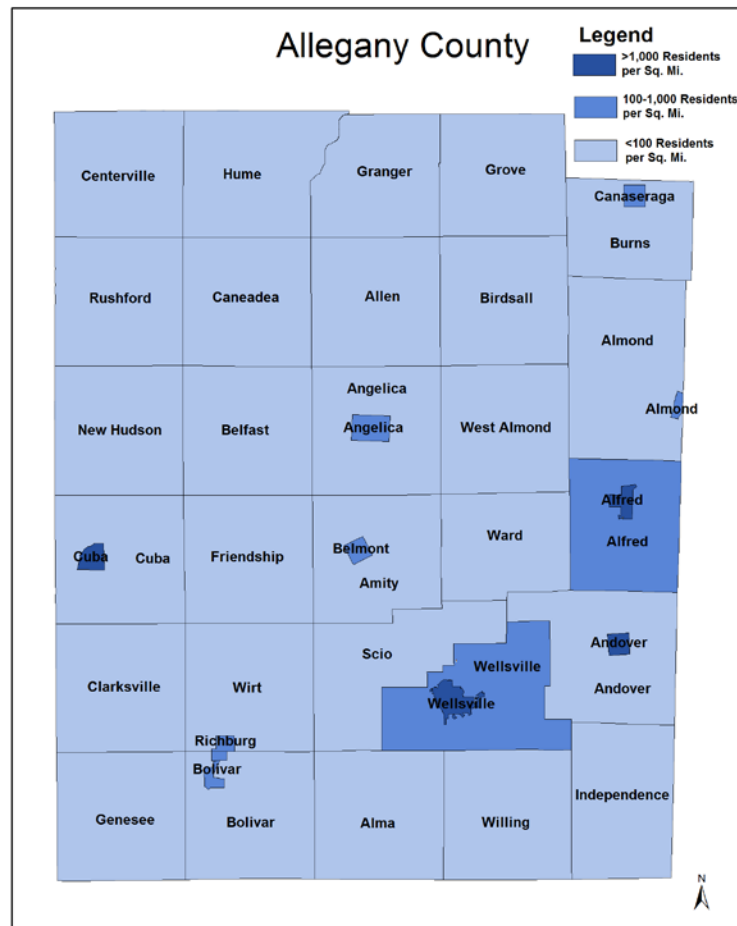 Allegany County
Legend
>1,000 Residents
per Sq. Mi.
100-1,000 Residents
per Sq. Mi.
<100 Residents
per Sq. Mi.
Centerville
Hume
Granger
Grove
Canaseraga
Burns
Rushford
Caneadea
Allen
Birdsall
Almond
Angelica
Almond
New Hudson
Belfast
Angelica
West Almond
Alfred
Cuba
Cuba
Friendship
Belmont
Ward
Alfred
Amity
Andover
Scio
Wellsville
Clarksville
Wirt
Andover
Wellsville
Richburg
Bolivar
Independence
Genesee
Bolivar
Alma
Willing
N